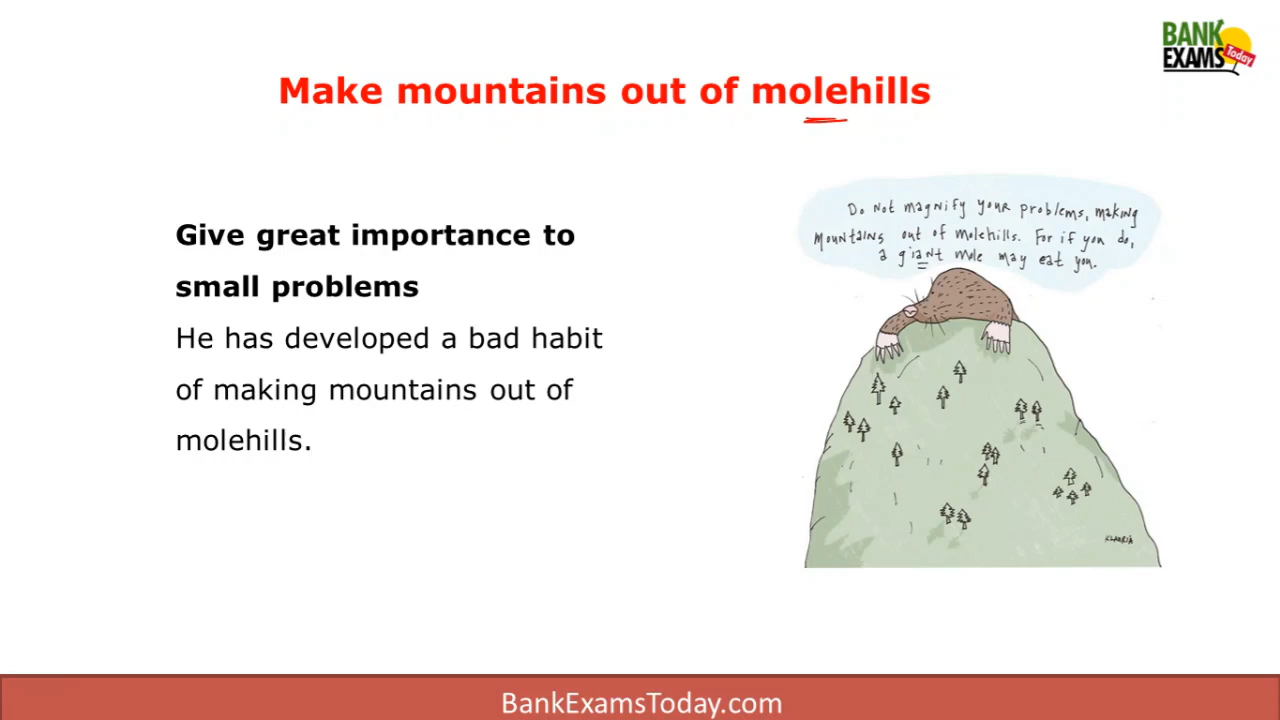 BANK
EXAMS Today
Make mountains out of molehills
Give great importance to
small problems
He has developed a bad habit
of making mountains out of
molehills.
Do not magnify your problems, making
mountains out of molehills. For if you do,
a giant mole may eat you.
BankExamsToday.com